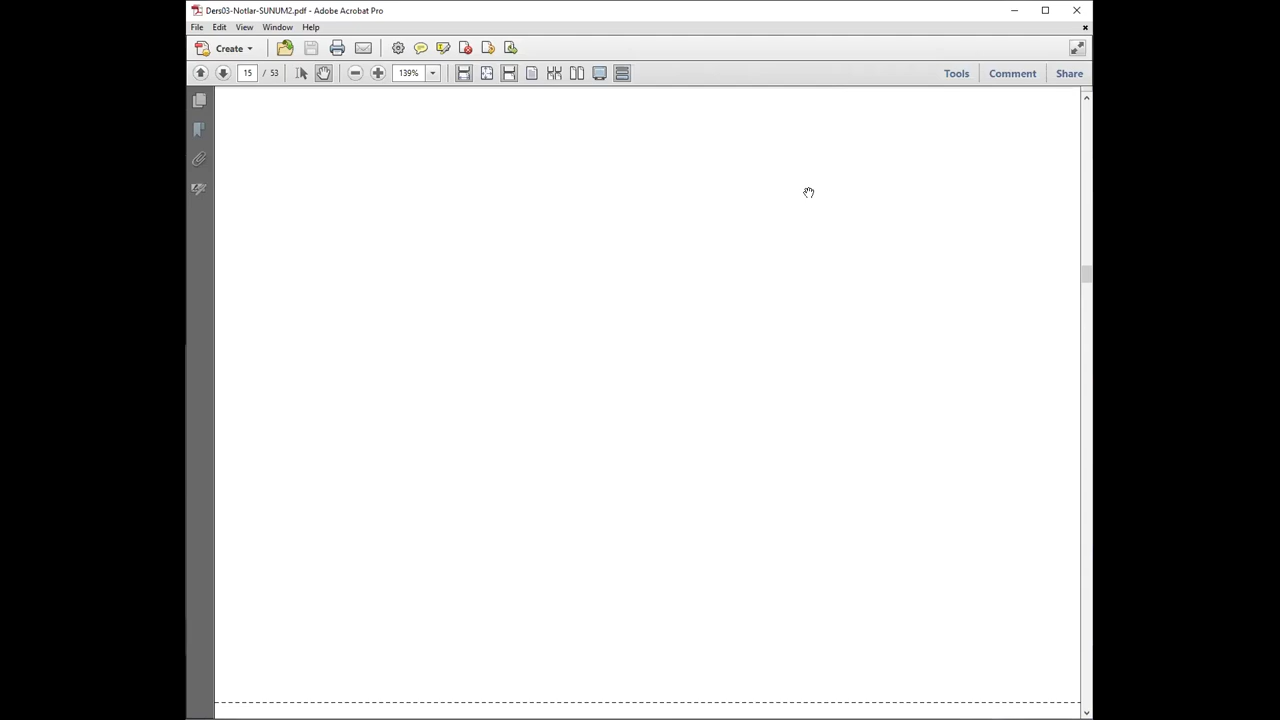 Ders03-Notlar-SUNUM2.pdf - Adobe Acrobat Pro
File Edit View Window Help
Create
15 / 53 139% Tools Comment Share